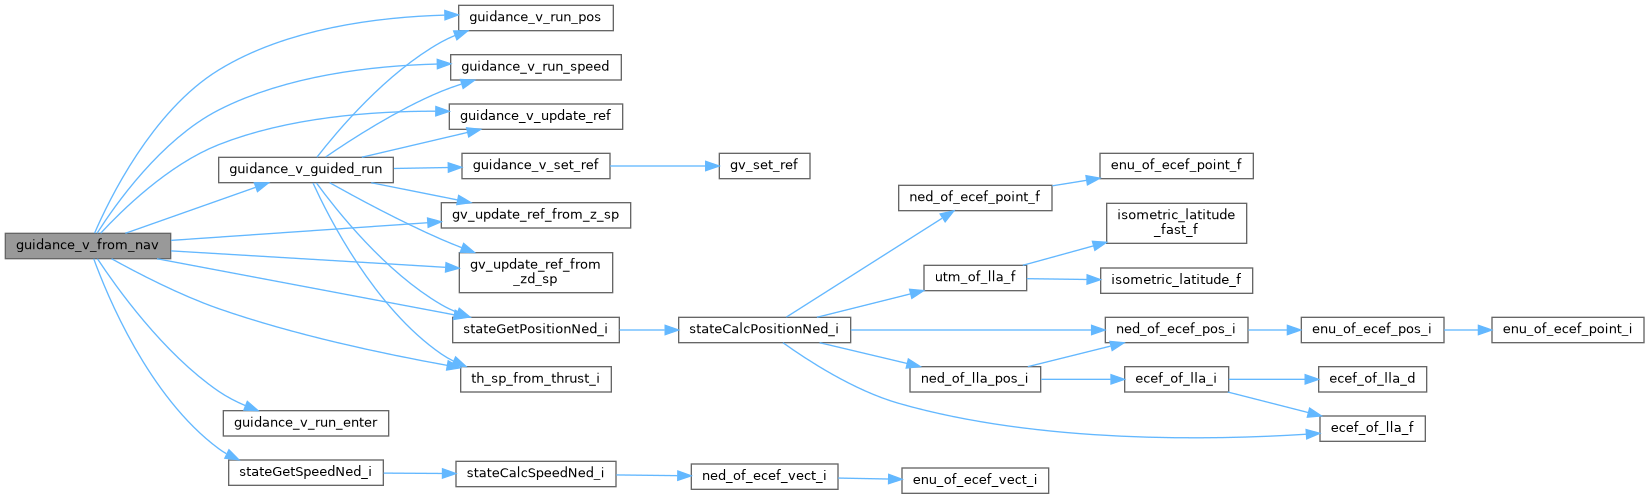 guidance_v_run_pos
guidance_v_run_speed
guidance_v_update_ref
guidance_v_guided_run
guidance_v_set_ref
gv_set_ref
enu_of_ecef_point_f
ned_of_ecef_point_f
gv_update_ref_from_z_sp
isometric_latitude
_fast_f
guidance_v_from_nav
gv_update_ref_from
_zd_sp
utm_of_lla_f
isometric_latitude_f
stateGetPositionNed_i
stateCalcPositionNed_i
ned_of_ecef_pos_i
enu_of_ecef_pos_i
enu_of_ecef_point_i
th_sp_from_thrust_i
ned_of_lla_pos_i
ecef_of_lla_i
ecef_of_lla_d
guidance_v_run_enter
ecef_of_lla_f
stateGetSpeedNed_i
stateCalcSpeedNed_i
ned_of_ecef_vect_i
enu_of_ecef_vect_i